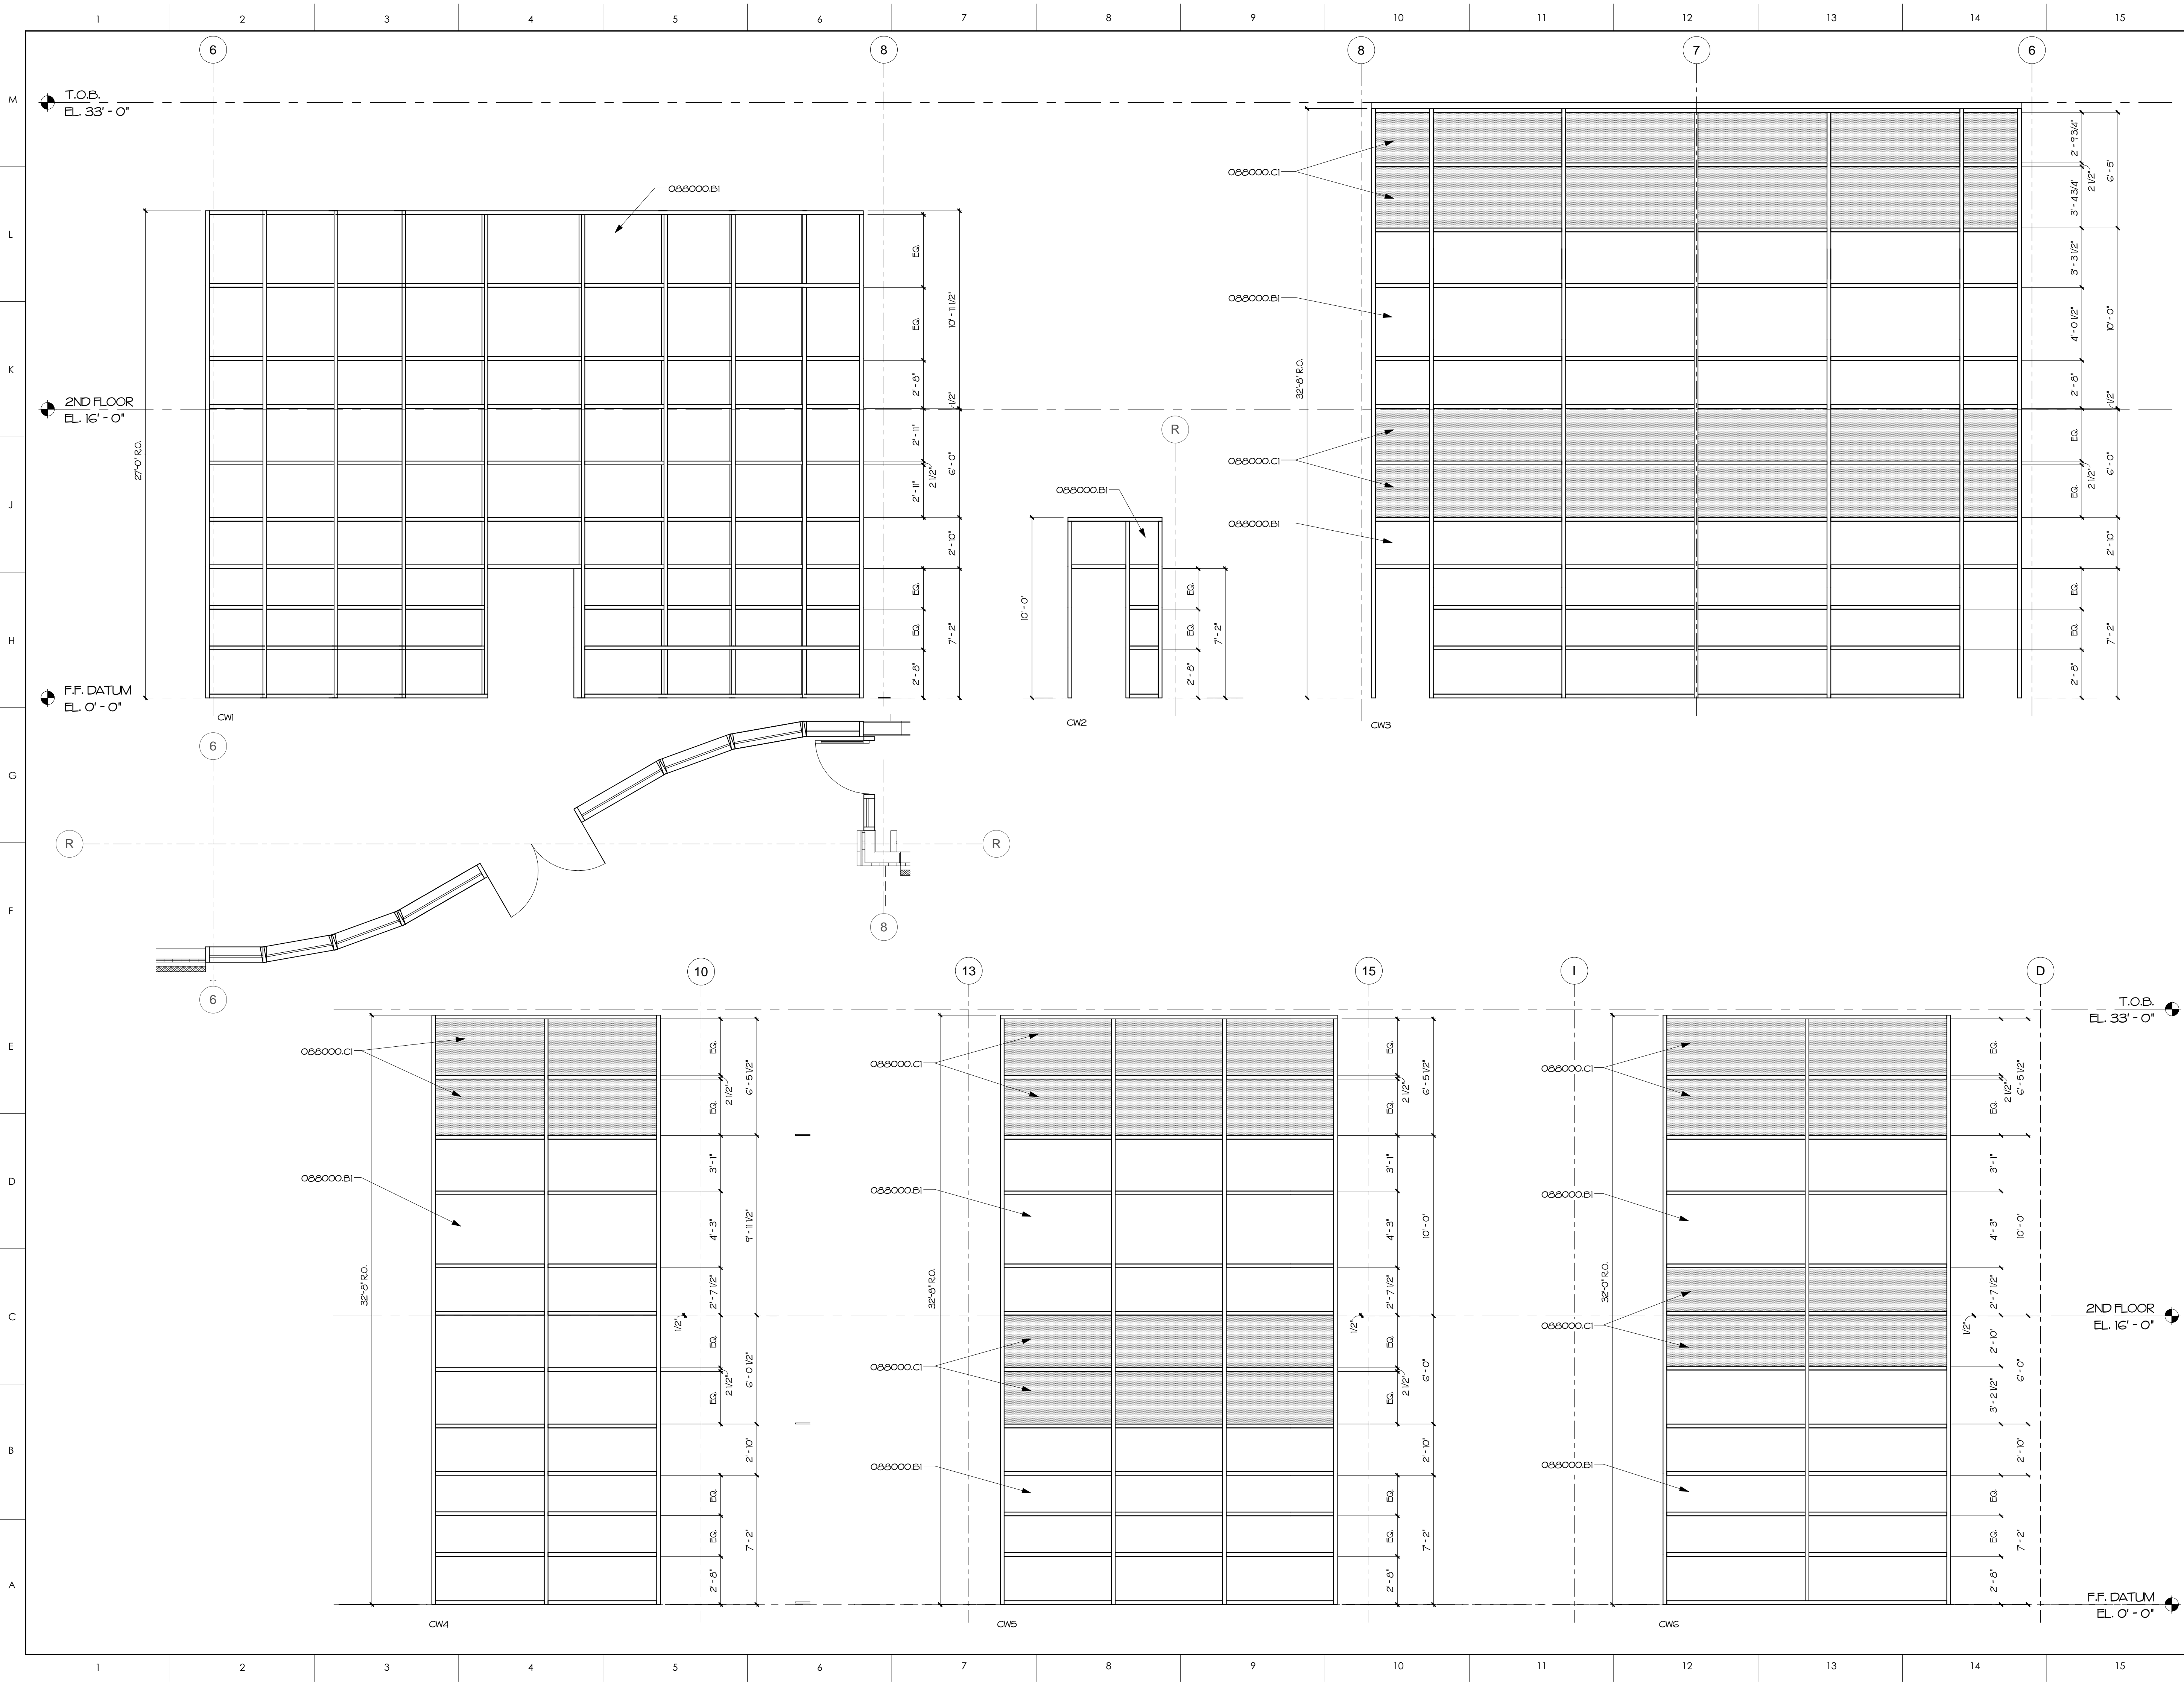 1 2 3 4 5 6 7 8 9 10 11 12 13 14 15
6 8 8 7 6
M
T.O.B.
EL. 33' - 0"
L
K
2ND FLOOR
EL. 16' - 0"
J
H
F.F. DATUM
EL. 0' - 0"
27'-0" R.O.
088000.B1
EQ.
EQ.
2' - 8"
2' - 11"
2 1/2"
2' - 11"
EQ.
EQ.
2' - 8"
10' - 11 1/2"
1/2"
6' - 0"
2' - 10"
7' - 2"
CW1
R
088000.B1
10' - 0"
EQ.
EQ.
2' - 8"
7' - 2"
CW2
32'-8" R.O.
088000.C1
088000.B1
088000.C1
088000.B1
2' - 9 3/4"
2 1/2"
3' - 4 3/4"
3' - 3 1/2"
4' - 0 1/2"
2' - 8"
EQ.
2 1/2"
EQ.
EQ.
EQ.
2' - 8"
6' - 5"
10' - 0"
1/2"
6' - 0"
2' - 10"
7' - 2"
CW3
G
6
R R
F
8
6
10 13 15 I D
E
D
C
B
A
32'-8" R.O.
088000.C1
088000.B1
EQ.
2 1/2"
EQ.
3' - 1"
4' - 3"
2' - 7 1/2"
1/2"
EQ.
2 1/2"
EQ.
EQ.
EQ.
2' - 8"
6' - 5 1/2"
9' - 11 1/2"
6' - 0 1/2"
2' - 10"
7' - 2"
CW4
32'-8" R.O.
088000.C1
088000.B1
088000.C1
088000.B1
EQ.
2 1/2"
EQ.
3' - 1"
4' - 3"
2' - 7 1/2"
1/2"
EQ.
2 1/2"
EQ.
EQ.
EQ.
2' - 8"
6' - 5 1/2"
10' - 0"
6' - 0"
2' - 10"
7' - 2"
CW5
32'-0" R.O.
088000.C1
088000.B1
088000.C1
088000.B1
EQ.
2 1/2"
EQ.
3' - 1"
4' - 3"
2' - 7 1/2"
1/2"
2' - 10"
3' - 2 1/2"
EQ.
EQ.
2' - 8"
6' - 5 1/2"
10' - 0"
6' - 0"
2' - 10"
7' - 2"
CW6
T.O.B.
EL. 33' - 0"
2ND FLOOR
EL. 16' - 0"
F.F. DATUM
EL. 0' - 0"
1 2 3 4 5 6 7 8 9 10 11 12 13 14 15